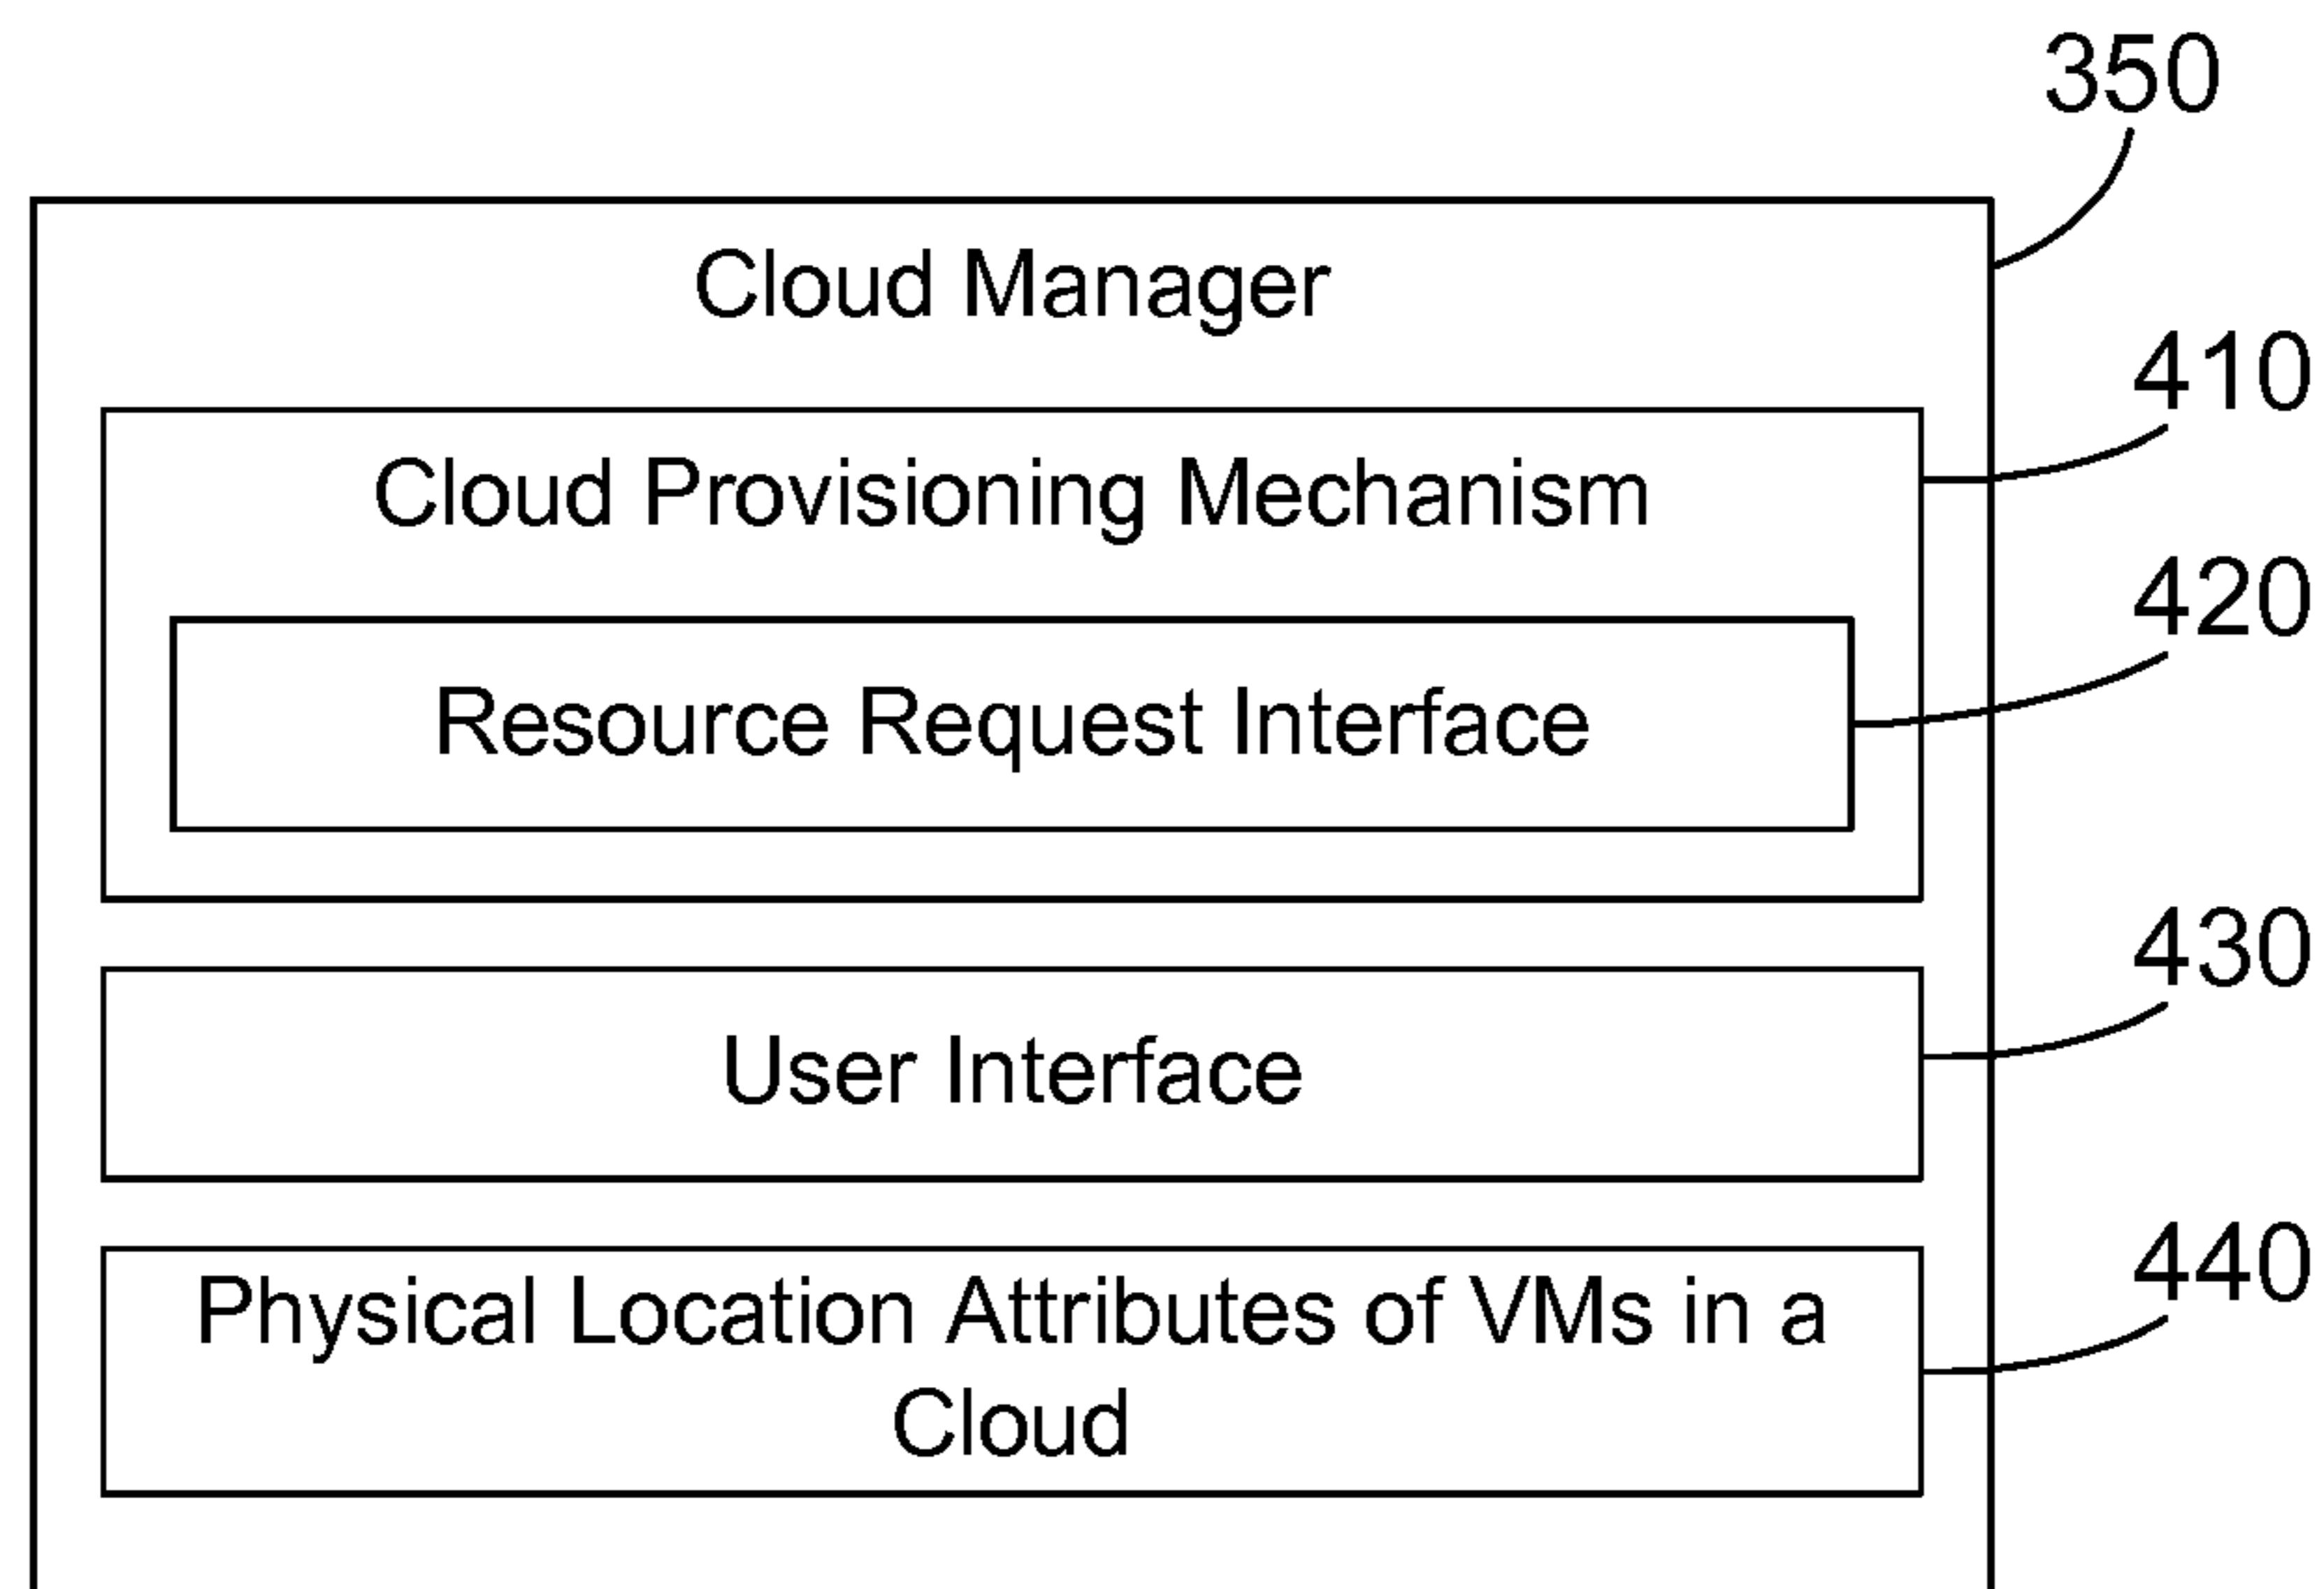 350
Cloud Manager
410
Cloud Provisioning Mechanism
420
Resource Request Interface
430
User Interface
440
Physical Location Attributes of VMs in a
Cloud